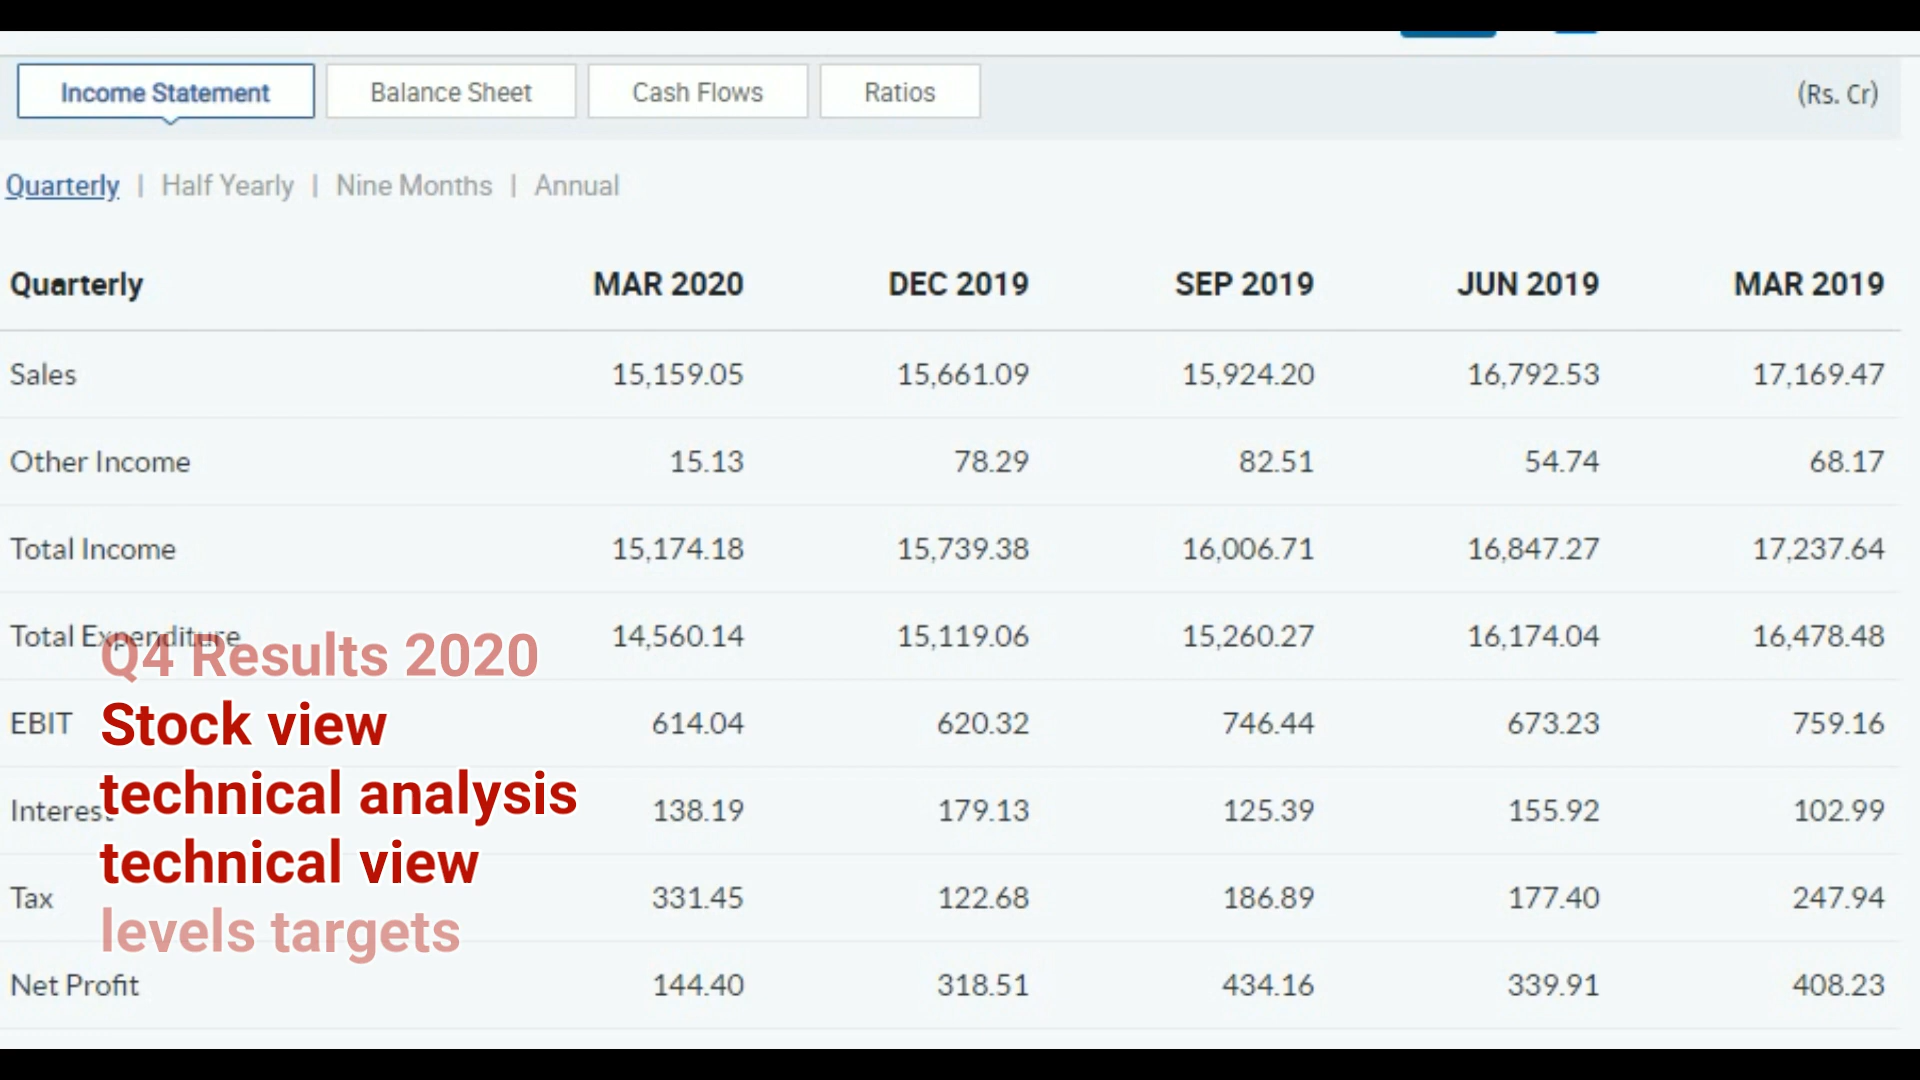 Income Statement Balance Sheet Cash Flows Ratios (Rs. Cr)
Quarterly | Half Yearly | Nine Months | Annual
Quarterly MAR 2020 DEC 2019 SEP 2019 JUN 2019 MAR 2019
Sales 15,159.05 15,661.09 15,924.20 16,792.53 17,169.47
Other Income 15.13 78.29 82.51 54.74 68.17
Total Income 15,174.18 15,739.38 16,006.71 16,847.27 17,237.64
Total Expenditure 14,560.14 15,119.06 15,260.27 16,174.04 16,478.48
Q4 Results 2020
EBIT 614.04 620.32 746.44 673.23 759.16
Stock view
technical analysis
Interest 138.19 179.13 125.39 155.92 102.99
technical view
Tax 331.45 122.68 186.89 177.40 247.94
levels targets
Net Profit 144.40 318.51 434.16 339.91 408.23